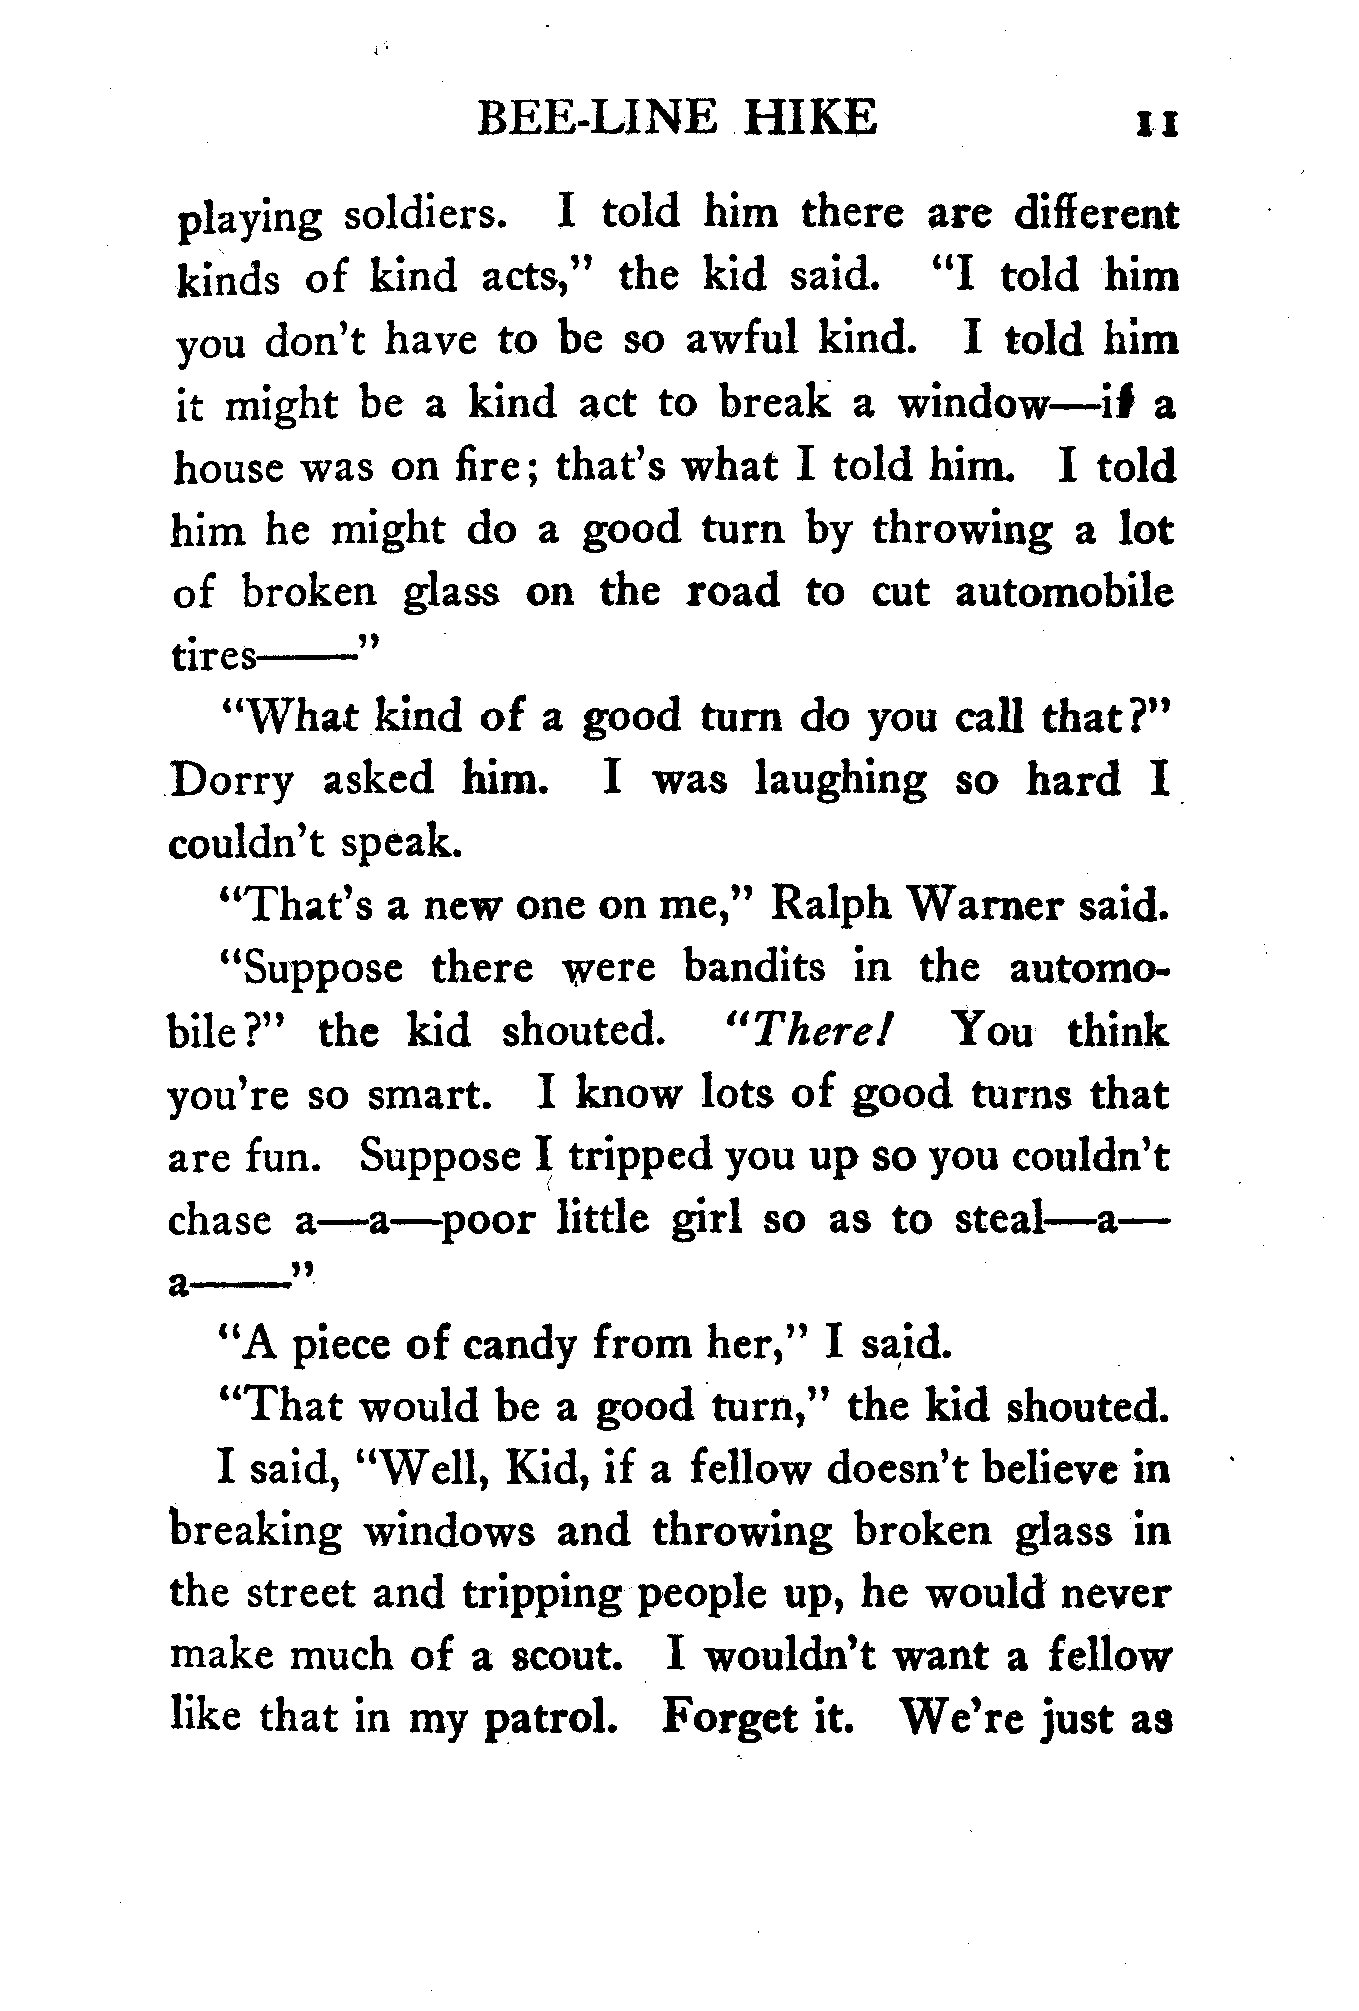 BEE-LINE HIKE 11
playing soldiers. I told him there are different
kinds of kind acts,” the kid said. “I told him
you don't have to be so awful kind. I told him
it might be a kind act to break a window—if a
house was on fire; that's what I told him. I told
him he might do a good turn by throwing a lot
of broken glass on the road to cut automobile
tires——”
“What kind of a good turn do you call that?”
Dorry asked him. I was laughing so hard I
couldn't speak.
“That's a new one on me,” Ralph Warner said.
“Suppose there were bandits in the automo-
bile?” the kid shouted. “There! You think
you're so smart. I know lots of good turns that
are fun. Suppose I tripped you up so you couldn't
chase a—a—poor little girl so as to steal—a—
a——”
“A piece of candy from her,” I said.
“That would be a good turn,” the kid shouted.
I said, “Well, Kid, if a fellow doesn't believe in
breaking windows and throwing broken glass in
the street and tripping people up, he would never
make much of a scout. I wouldn't want a fellow
like that in my patrol. Forget it. We're just as